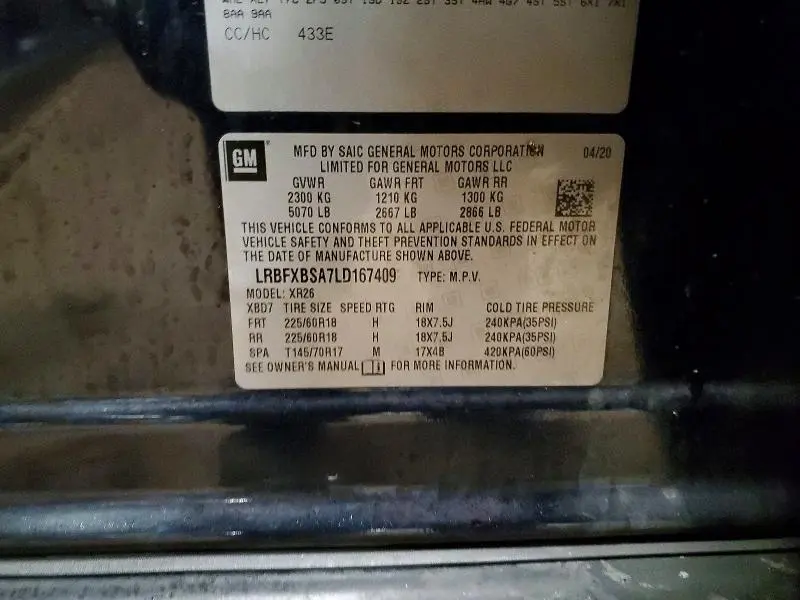 8AA 9AA
CC/HC 433E
GM
MFD BY SAIC GENERAL MOTORS CORPORATION 04/20
LIMITED FOR GENERAL MOTORS LLC
GVWR GAWR FRT GAWR RR
2300 KG 1210 KG 1300 KG
5070 LB 2667 LB 2866 LB
THIS VEHICLE CONFORMS TO ALL APPLICABLE U.S. FEDERAL MOTOR
VEHICLE SAFETY AND THEFT PREVENTION STANDARDS IN EFFECT ON
THE DATE OF MANUFACTURE SHOWN ABOVE.
LRBFXBSA7LD167409 TYPE: M.P.V.
MODEL: XR26
XBD7 TIRE SIZE SPEED RTG RIM COLD TIRE PRESSURE
FRT 225/60R18 H 18X7.5J 240KPA(35PSI)
RR 225/60R18 H 18X7.5J 240KPA(35PSI)
SPA T145/70R17 M 17X4B 420KPA(60PSI)
SEE OWNER'S MANUAL FOR MORE INFORMATION.